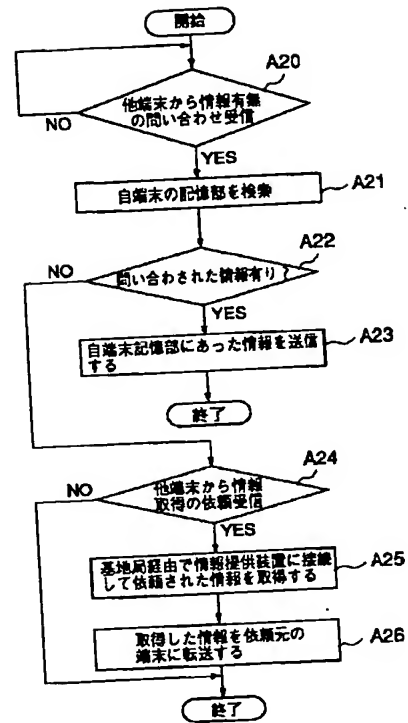 開始
A20
他端末から情報有無
の問い合わせ受信
NO
YES
自端末の記憶部を検索
A21
A22
NO
問い合わされた情報有り
YES
自端末記憶部にあった情報を送信
する
A23
終了
A24
NO
他端末から情報
取得の依頼受信
YES
基地局経由で情報提供装置に接続
して依頼された情報を取得する
A25
取得した情報を依頼元の
端末に転送する
A26
終了